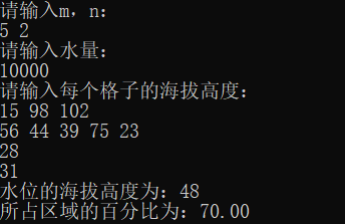 请输入m，n：
5 2
请输入水量：
10000
请输入每个格子的海拔高度：
15 98 102
56 44 39 75 23
28
31
水位的海拔高度为：48
所占区域的百分比为：70.00